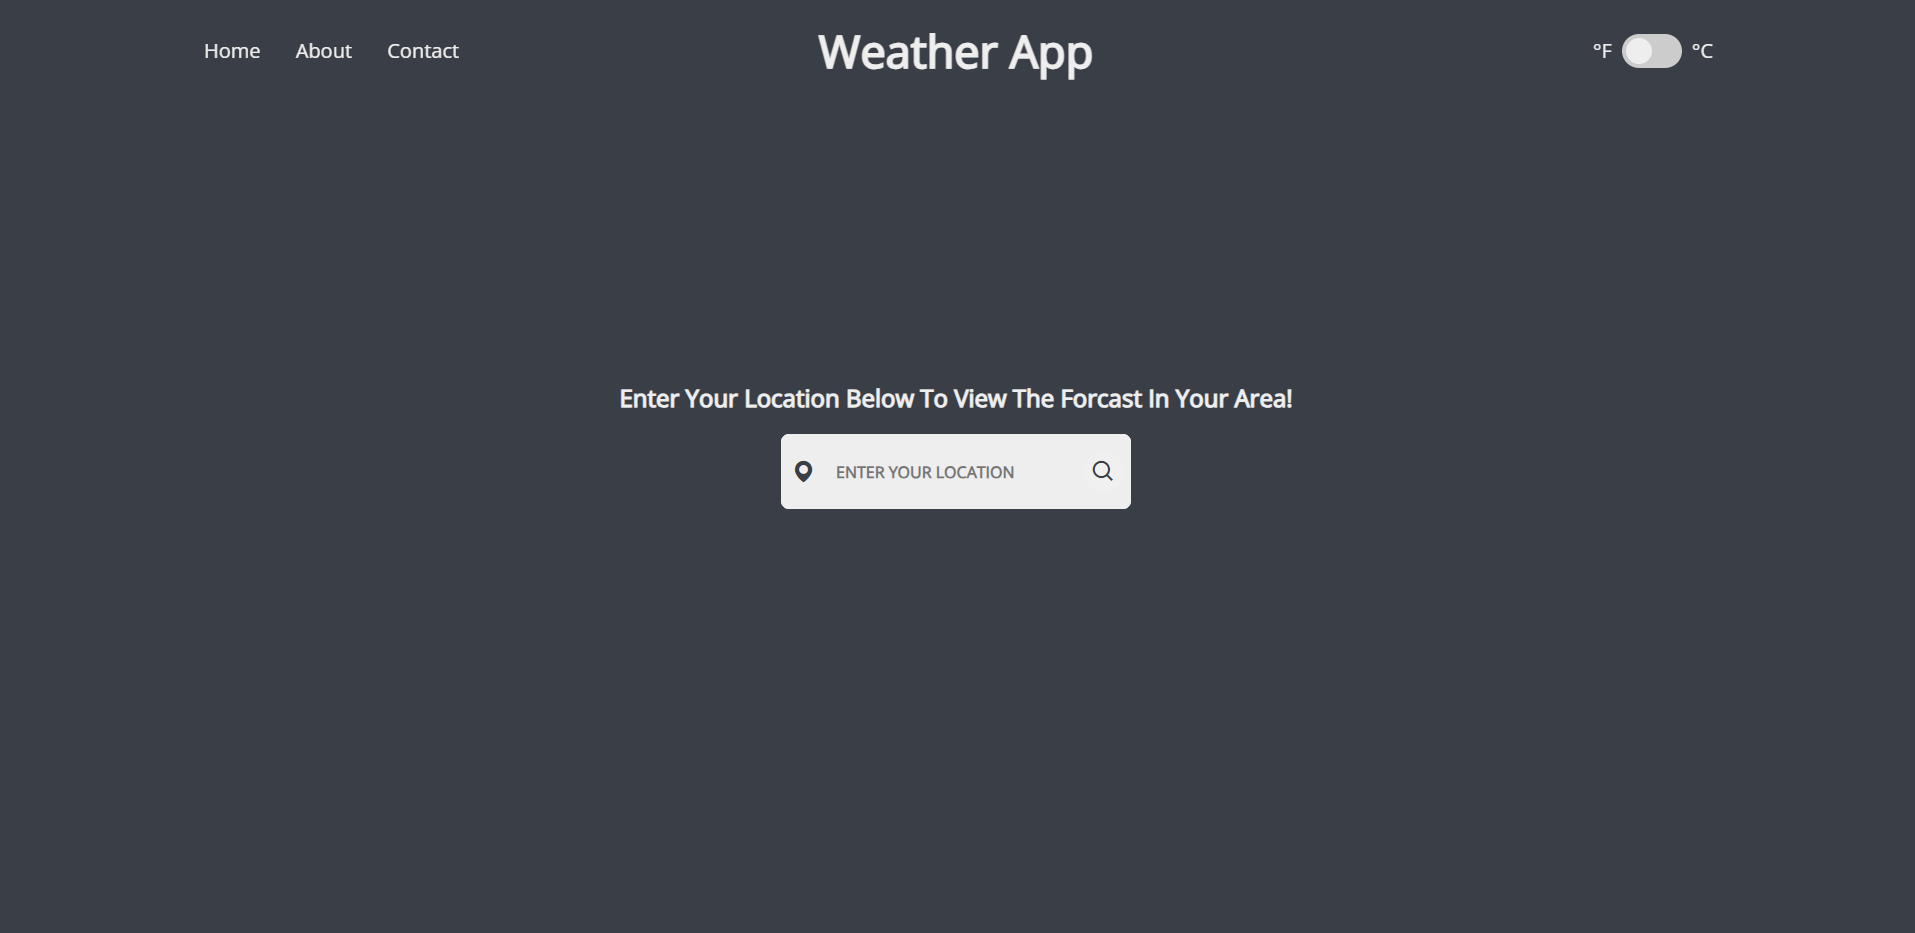 Home About Contact Weather App °F °C
Enter Your Location Below To View The Forcast In Your Area!
ENTER YOUR LOCATION